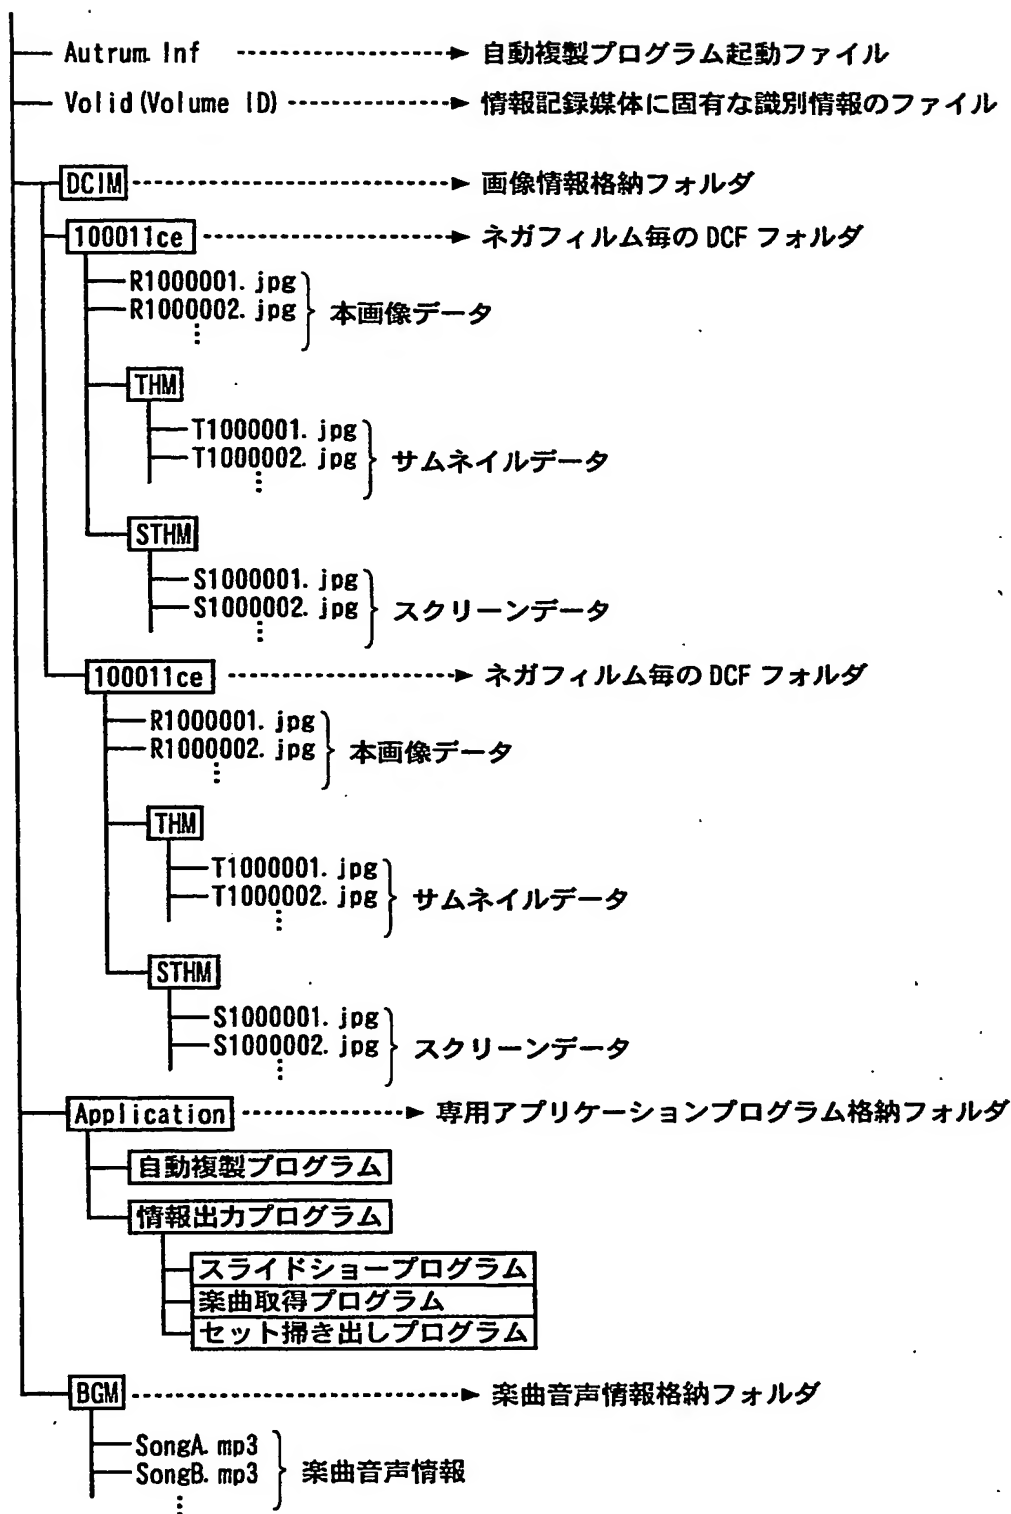 Autrum.Inf 自動複製プログラム起動ファイル
Volid(Volume ID) 情報記録媒体に固有な識別情報のファイル
DCIM 画像情報格納フォルダ
100011ce ネガフィルム毎の DCF フォルダ
R1000001.jpg
R1000002.jpg 本画像データ
THM
T1000001.jpg
T1000002.jpg サムネイルデータ
STHM
S1000001.jpg
S1000002.jpg スクリーンデータ
100011ce ネガフィルム毎の DCF フォルダ
R1000001.jpg
R1000002.jpg 本画像データ
THM
T1000001.jpg
T1000002.jpg サムネイルデータ
STHM
S1000001.jpg
S1000002.jpg スクリーンデータ
Application 専用アプリケーションプログラム格納フォルダ
自動複製プログラム
情報出力プログラム
スライドショープログラム
楽曲取得プログラム
セット掃き出しプログラム
BGM 楽曲音声情報格納フォルダ
SongA.mp3
SongB.mp3 楽曲音声情報